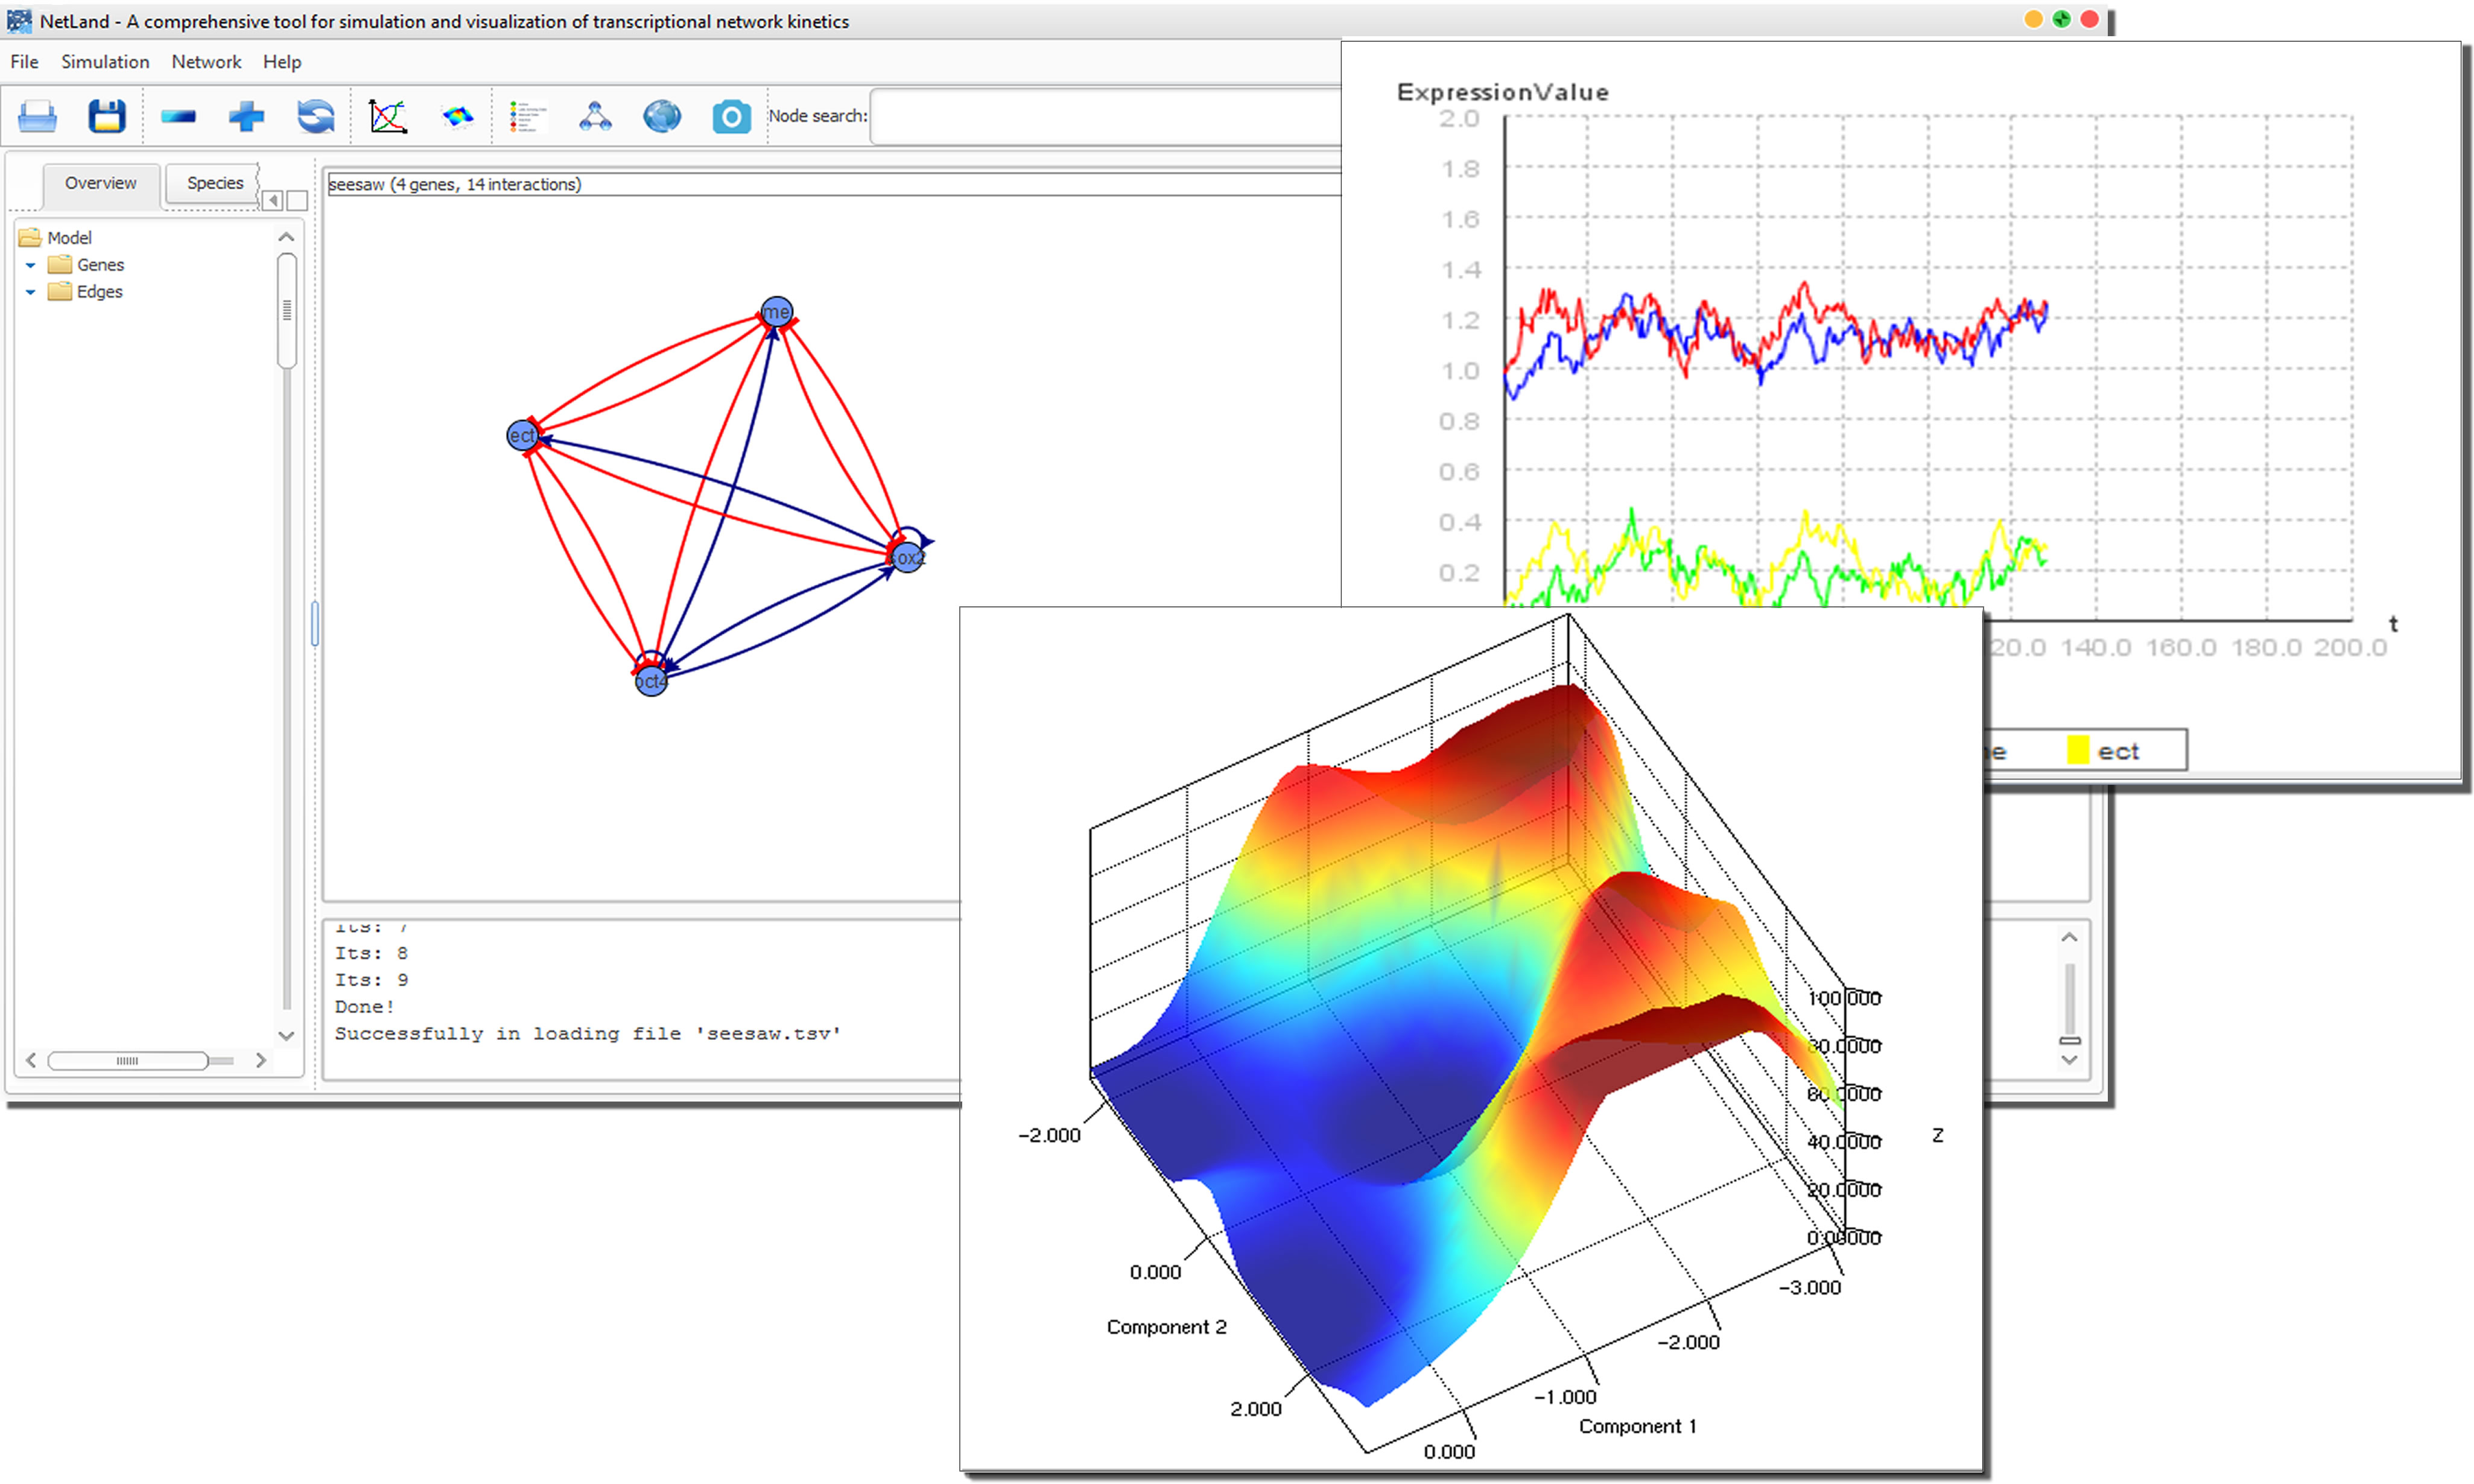 NetLand - A comprehensive tool for simulation and visualization of transcriptional network kinetics
File Simulation Network Help
Node search:
Overview Species
Model
Genes
Edges
seesaw (4 genes, 14 interactions)
me
ect
ox2
oct4
Its: 7
Its: 8
Its: 9
Done!
Successfully in loading file 'seesaw.tsv'
ExpressionValue
2.0
1.8
1.6
1.4
1.2
1.0
0.8
0.6
0.4
0.2
t
20.0 140.0 160.0 180.0 200.0
ect
100.000
80.0000
60.0000
40.0000
20.0000
0.00000
Z
-2.000
0.000
2.000
Component 2
-3.000
-2.000
-1.000
0.000
Component 1